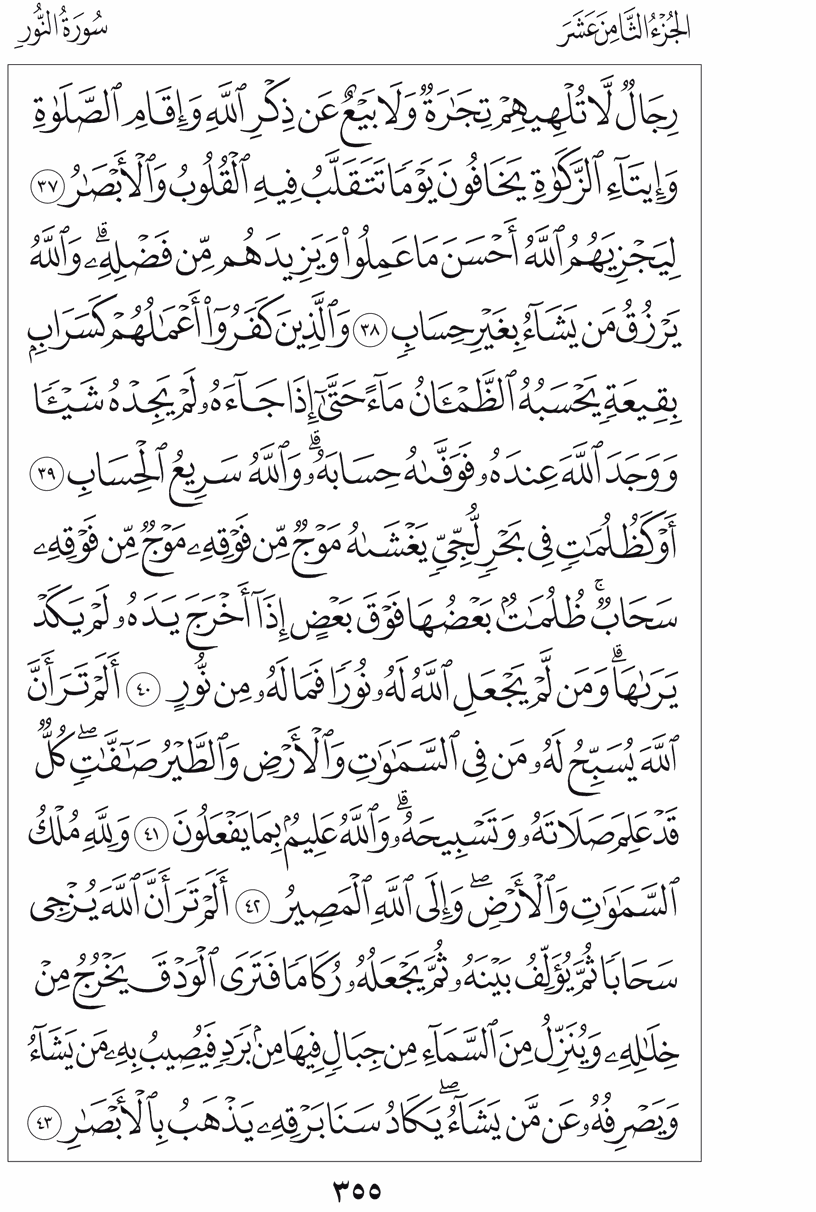 الجُزْءُ الثَّامِنَ عَشَرَ
سُورَةُ النُّورِ
رِجَالٌ لَّا تُلْهِيهِمْ تِجَٰرَةٌ وَلَا بَيْعٌ عَن ذِكْرِ ٱللَّهِ وَإِقَامِ ٱلصَّلَوٰةِ
وَإِيتَآءِ ٱلزَّكَوٰةِ يَخَافُونَ يَوْمًا تَتَقَلَّبُ فِيهِ ٱلْقُلُوبُ وَٱلْأَبْصَٰرُ ٣٧
لِيَجْزِيَهُمُ ٱللَّهُ أَحْسَنَ مَا عَمِلُوا۟ وَيَزِيدَهُم مِّن فَضْلِهِۦۗ وَٱللَّهُ
يَرْزُقُ مَن يَشَآءُ بِغَيْرِ حِسَابٍ ٣٨ وَٱلَّذِينَ كَفَرُوٓا۟ أَعْمَٰلُهُمْ كَسَرَابٍۭ
بِقِيعَةٍ يَحْسَبُهُ ٱلظَّمْـَٔانُ مَآءً حَتَّىٰٓ إِذَا جَآءَهُۥ لَمْ يَجِدْهُ شَيْـًٔا
وَوَجَدَ ٱللَّهَ عِندَهُۥ فَوَفَّىٰهُ حِسَابَهُۥۗ وَٱللَّهُ سَرِيعُ ٱلْحِسَابِ ٣٩
أَوْ كَظُلُمَٰتٍ فِى بَحْرٍ لُّجِّىٍّ يَغْشَىٰهُ مَوْجٌ مِّن فَوْقِهِۦ مَوْجٌ مِّن فَوْقِهِۦ
سَحَابٌۚ ظُلُمَٰتٌۢ بَعْضُهَا فَوْقَ بَعْضٍ إِذَآ أَخْرَجَ يَدَهُۥ لَمْ يَكَدْ
يَرَىٰهَاۗ وَمَن لَّمْ يَجْعَلِ ٱللَّهُ لَهُۥ نُورًا فَمَا لَهُۥ مِن نُّورٍ ٤٠ أَلَمْ تَرَ أَنَّ
ٱللَّهَ يُسَبِّحُ لَهُۥ مَن فِى ٱلسَّمَٰوَٰتِ وَٱلْأَرْضِ وَٱلطَّيْرُ صَٰٓفَّٰتٍۖ كُلٌّ
قَدْ عَلِمَ صَلَاتَهُۥ وَتَسْبِيحَهُۥۗ وَٱللَّهُ عَلِيمٌۢ بِمَا يَفْعَلُونَ ٤١ وَلِلَّهِ مُلْكُ
ٱلسَّمَٰوَٰتِ وَٱلْأَرْضِۖ وَإِلَى ٱللَّهِ ٱلْمَصِيرُ ٤٢ أَلَمْ تَرَ أَنَّ ٱللَّهَ يُزْجِى
سَحَابًا ثُمَّ يُؤَلِّفُ بَيْنَهُۥ ثُمَّ يَجْعَلُهُۥ رُكَامًا فَتَرَى ٱلْوَدْقَ يَخْرُجُ مِنْ
خِلَٰلِهِۦ وَيُنَزِّلُ مِنَ ٱلسَّمَآءِ مِن جِبَالٍ فِيهَا مِنۢ بَرَدٍ فَيُصِيبُ بِهِۦ مَن يَشَآءُ
وَيَصْرِفُهُۥ عَن مَّن يَشَآءُۖ يَكَادُ سَنَا بَرْقِهِۦ يَذْهَبُ بِٱلْأَبْصَٰرِ ٤٣
٣٥٥